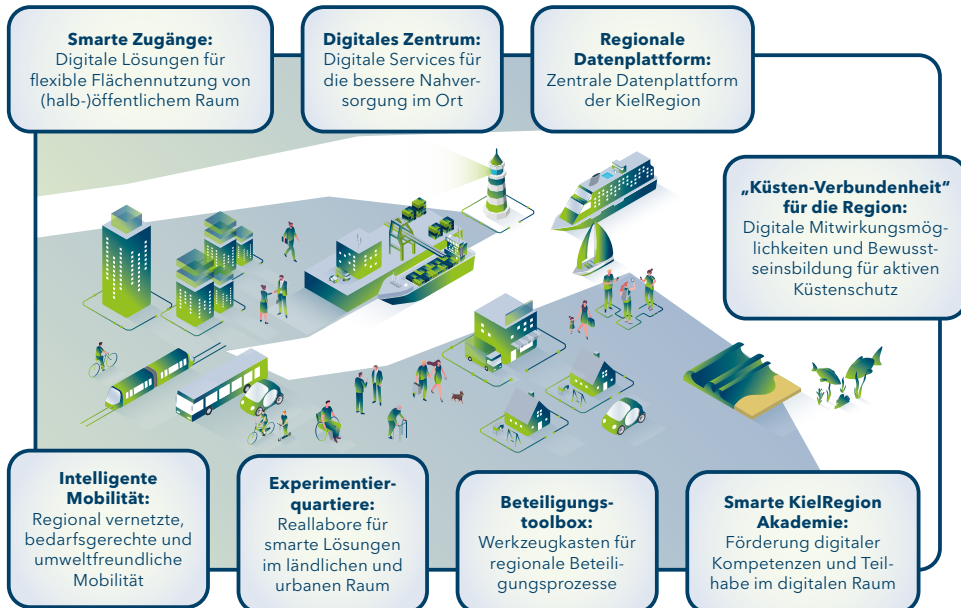 Smarte Zugänge:
Digitale Lösungen für
flexible Flächennutzung von
(halb-)öffentlichem Raum
Digitales Zentrum:
Digitale Services für
die bessere Nahver-
sorgung im Ort
Regionale
Datenplattform:
Zentrale Datenplattform
der KielRegion
„Küsten-Verbundenheit“
für die Region:
Digitale Mitwirkungsmög-
lichkeiten und Bewusst-
seinsbildung für aktiven
Küstenschutz
Intelligente
Mobilität:
Regional vernetzte,
bedarfsgerechte und
umweltfreundliche
Mobilität
Experimentier-
quartiere:
Reallabore für
smarte Lösungen
im ländlichen und
urbanen Raum
Beteiligungs-
toolbox:
Werkzeugkasten für
regionale Beteili-
gungsprozesse
Smarte KielRegion
Akademie:
Förderung digitaler
Kompetenzen und Teil-
habe im digitalen Raum